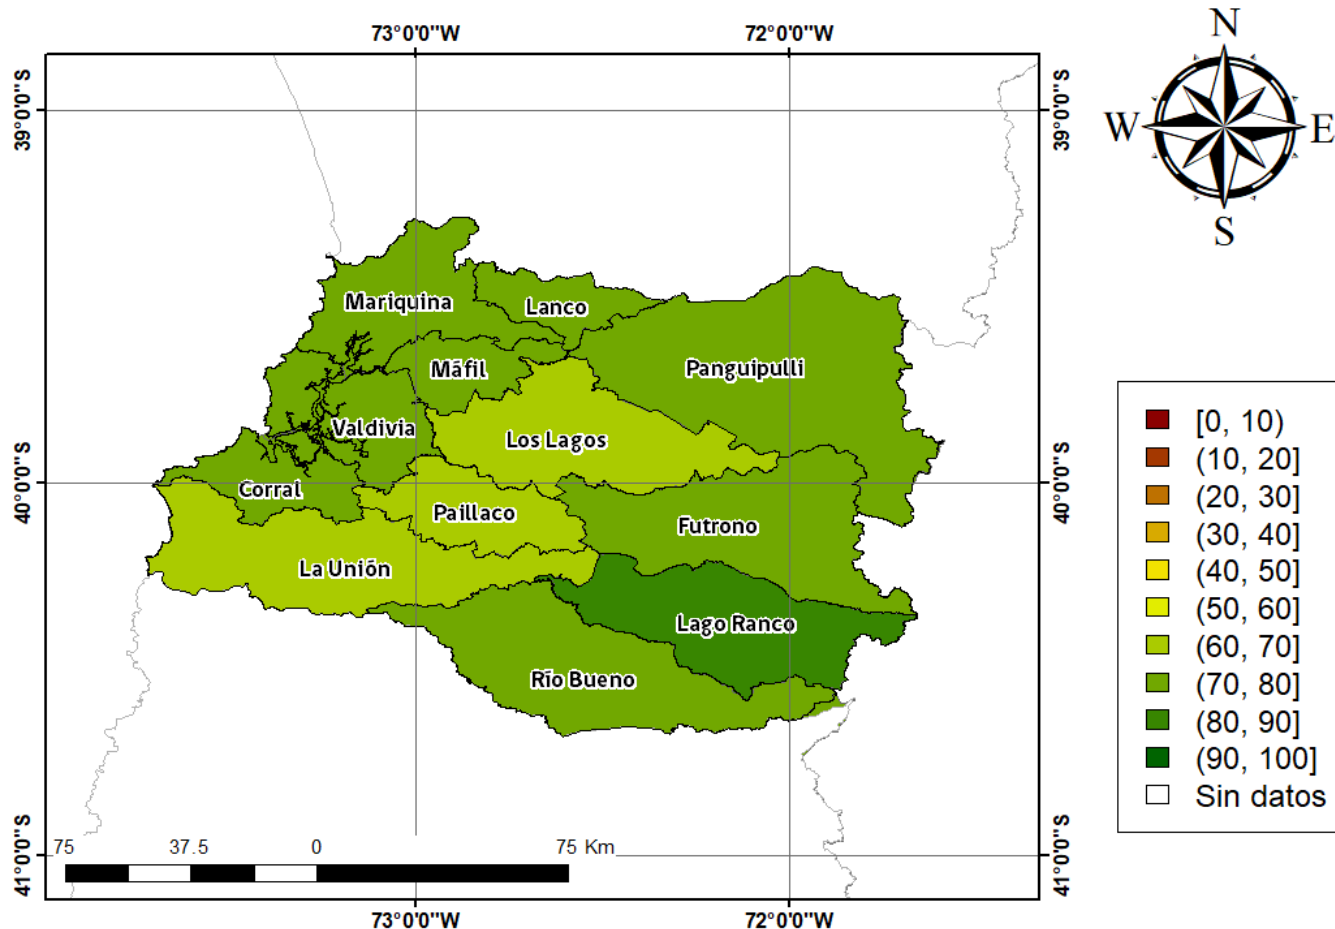 73°0'0"W 72°0'0"W
N
W E
S
39°0'0"S 39°0'0"S
Mariquina
Lanco
Máfil
Panguipulli
Valdivia
Los Lagos
Corral
40°0'0"S 40°0'0"S
Paillaco
Futrono
La Unión
Lago Ranco
Río Bueno
[0, 10)
(10, 20]
(20, 30]
(30, 40]
(40, 50]
(50, 60]
(60, 70]
(70, 80]
(80, 90]
(90, 100]
Sin datos
75 37.5 0 75 Km
41°0'0"S 41°0'0"S
73°0'0"W 72°0'0"W